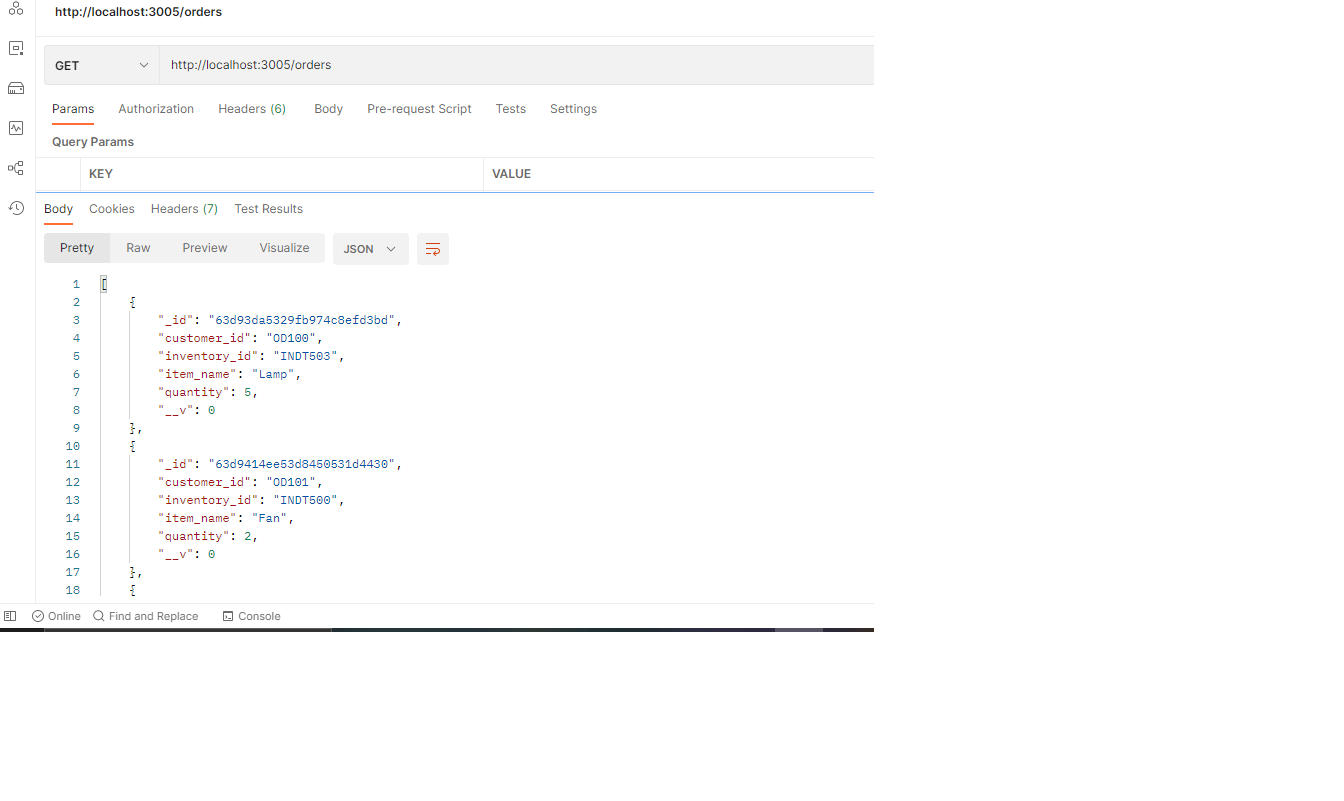 http://localhost:3005/orders
GET http://localhost:3005/orders
Params Authorization Headers (6) Body Pre-request Script Tests Settings
Query Params
KEY VALUE
Body Cookies Headers (7) Test Results
Pretty Raw Preview Visualize JSON
1 [
2 {
3 "_id": "63d93da5329fb974c8efd3bd",
4 "customer_id": "OD100",
5 "inventory_id": "INDT503",
6 "item_name": "Lamp",
7 "quantity": 5,
8 "__v": 0
9 },
10 {
11 "_id": "63d9414ee53d8450531d4430",
12 "customer_id": "OD101",
13 "inventory_id": "INDT500",
14 "item_name": "Fan",
15 "quantity": 2,
16 "__v": 0
17 },
18 {
Online Find and Replace Console